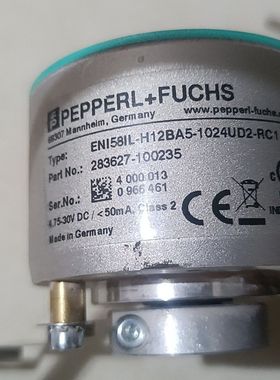 PEPPERL+FUCHS
68307 Mannheim, Germany
www.pepperl-fuchs.
Type: ENI58IL-H12BA5-1024UD2-RC1
Part No.: 283627-100235
Ser.No.: 4 000 013
0 966 461
4,75-30V DC / <50mA, Class 2
Made in Germany
CE